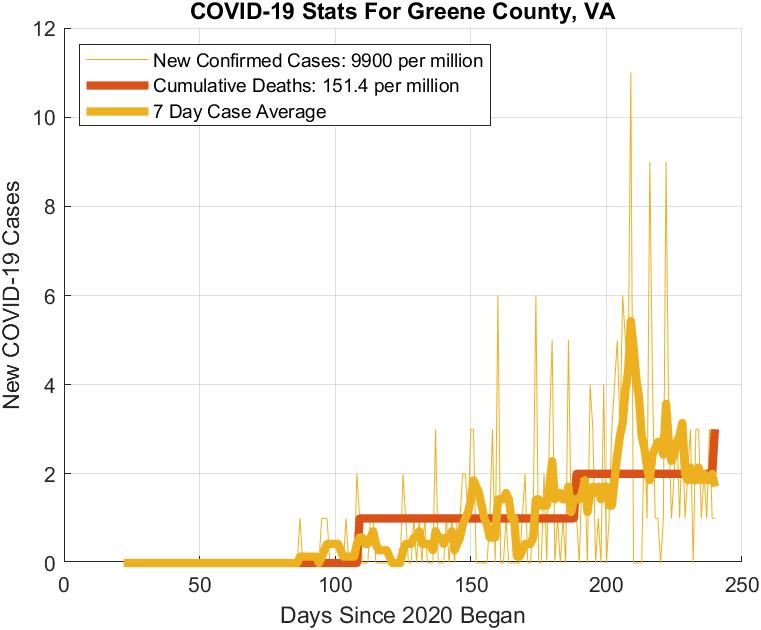 COVID-19 Stats For Greene County, VA
New Confirmed Cases: 9900 per million
Cumulative Deaths: 151.4 per million
7 Day Case Average
New COVID-19 Cases
12
10
8
6
4
2
0
0 50 100 150 200 250
Days Since 2020 Began